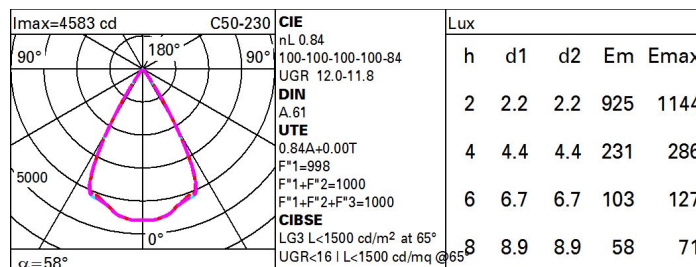 Imax=4583 cd C50-230
90° 180° 90°
5000
0°
α=58°
CIE
nL 0.84
100-100-100-100-84
UGR 12.0-11.8
DIN
A.61
UTE
0.84A+0.00T
F"1=998
F"1+F"2=1000
F"1+F"2+F"3=1000
CIBSE
LG3 L<1500 cd/m² at 65°
UGR<16 | L<1500 cd/mq @65°
Lux
h d1 d2 Em Emax
2 2.2 2.2 925 1144
4 4.4 4.4 231 286
6 6.7 6.7 103 127
8 8.9 8.9 58 71